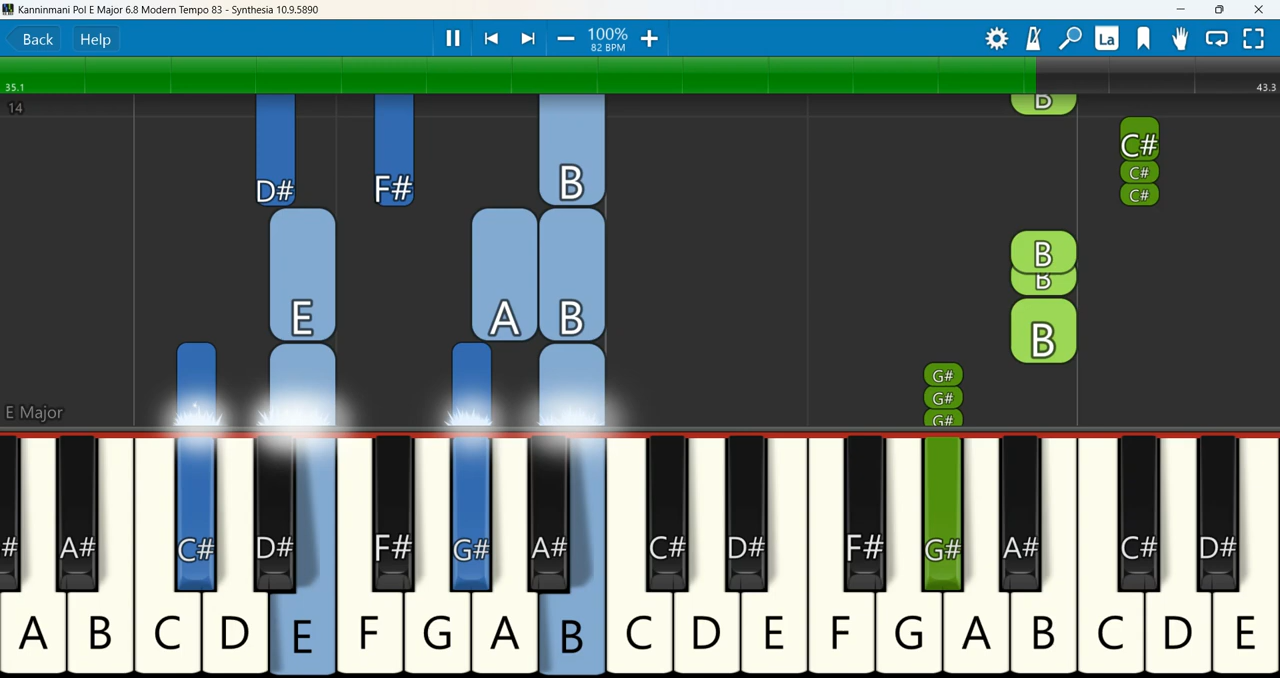 Kanninmani Pol E Major 6.8 Modern Tempo 83 - Synthesia 10.9.5890
Back Help 100% La
82 BPM
35.1 43.3
14 B
C#
C#
D# F# B C#
B
B
E A B B
G#
G#
E Major G#
# A# C# D# F# G# A# C# D# F# G# A# C# D#
A B C D E F G A B C D E F G A B C D E